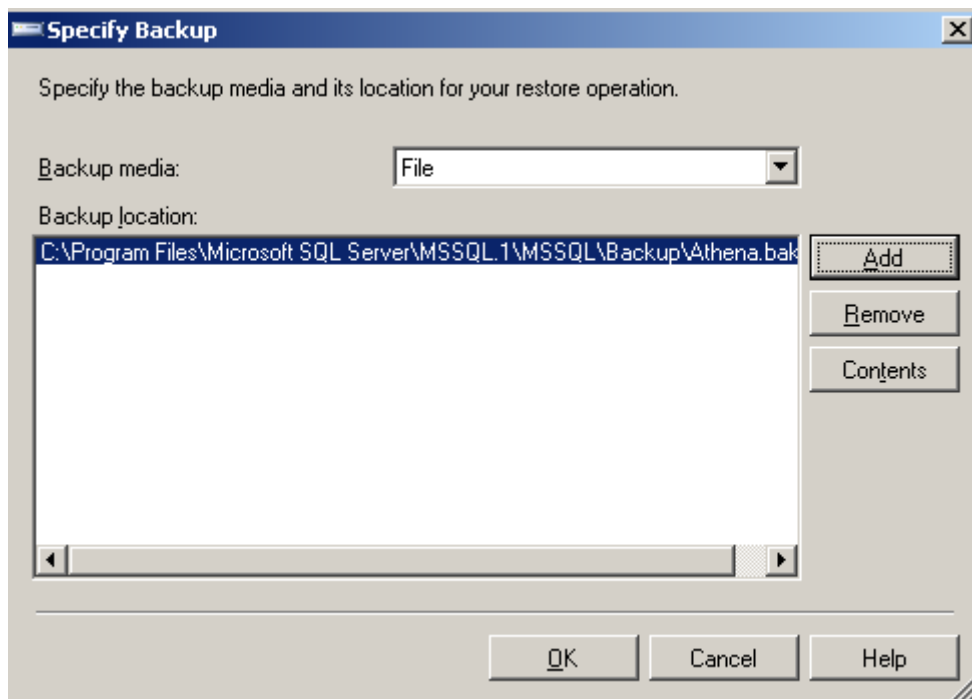 Specify Backup
Specify the backup media and its location for your restore operation.
Backup media:
File
Backup location:
C:\Program Files\Microsoft SQL Server\MSSQL.1\MSSQL\Backup\Athena.bak
Add
Remove
Contents
OK
Cancel
Help